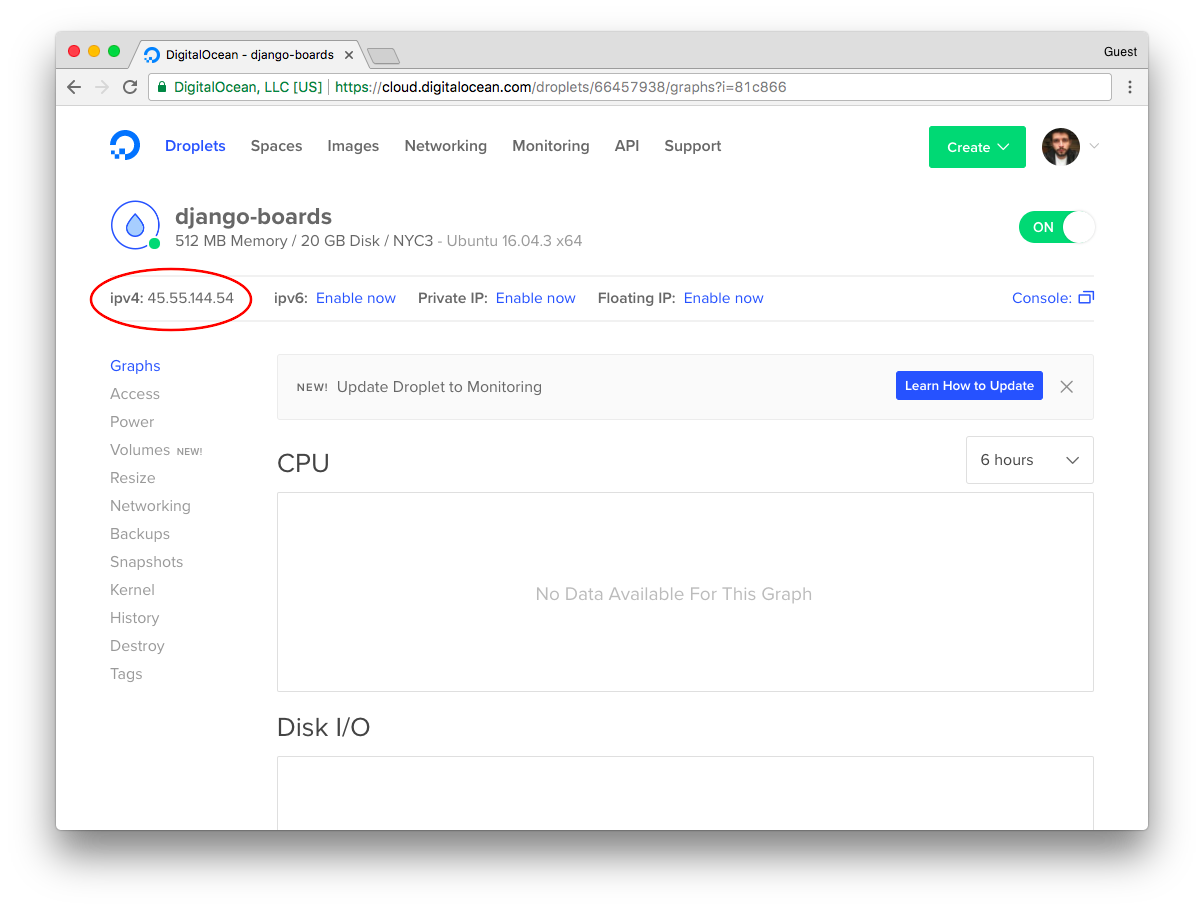 DigitalOcean - django-boards
Guest
DigitalOcean, LLC [US] https://cloud.digitalocean.com/droplets/66457938/graphs?i=81c866
Droplets Spaces Images Networking Monitoring API Support Create
django-boards
512 MB Memory / 20 GB Disk / NYC3 - Ubuntu 16.04.3 x64
ON
ipv4: 45.55.144.54 ipv6: Enable now Private IP: Enable now Floating IP: Enable now Console:
Graphs
Access
Power
Volumes NEW!
Resize
Networking
Backups
Snapshots
Kernel
History
Destroy
Tags
NEW! Update Droplet to Monitoring Learn How to Update
CPU
6 hours
No Data Available For This Graph
Disk I/O